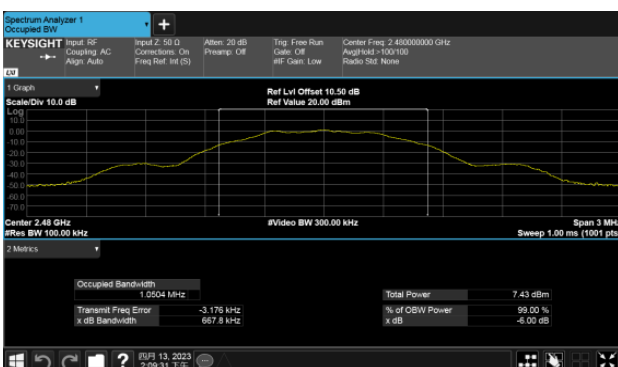 Spectrum Analyzer 1
Occupied BW
KEYSIGHT Input: RF Input Z: 50 Ω Atten: 20 dB Trig: Free Run Center Freq: 2.480000000 GHz
Coupling: AC Corrections: On Preamp: Off Gate: Off Avg|Hold:>100/100
Align: Auto Freq Ref: Int (S) #IF Gain: Low Radio Std: None
LXI
1 Graph
Ref Lvl Offset 10.50 dB
Scale/Div 10.0 dB Ref Value 20.00 dBm
Log
10.0
0.00
-10.0
-20.0
-30.0
-40.0
-50.0
-60.0
-70.0
Center 2.48 GHz #Video BW 300.00 kHz Span 3 MHz
#Res BW 100.00 kHz Sweep 1.00 ms (1001 pts
2 Metrics
Occupied Bandwidth
1.0504 MHz Total Power 7.43 dBm
Transmit Freq Error -3.176 kHz % of OBW Power 99.00 %
x dB Bandwidth 667.8 kHz x dB -6.00 dB
? 四月 13, 2023
2:09:31 下午